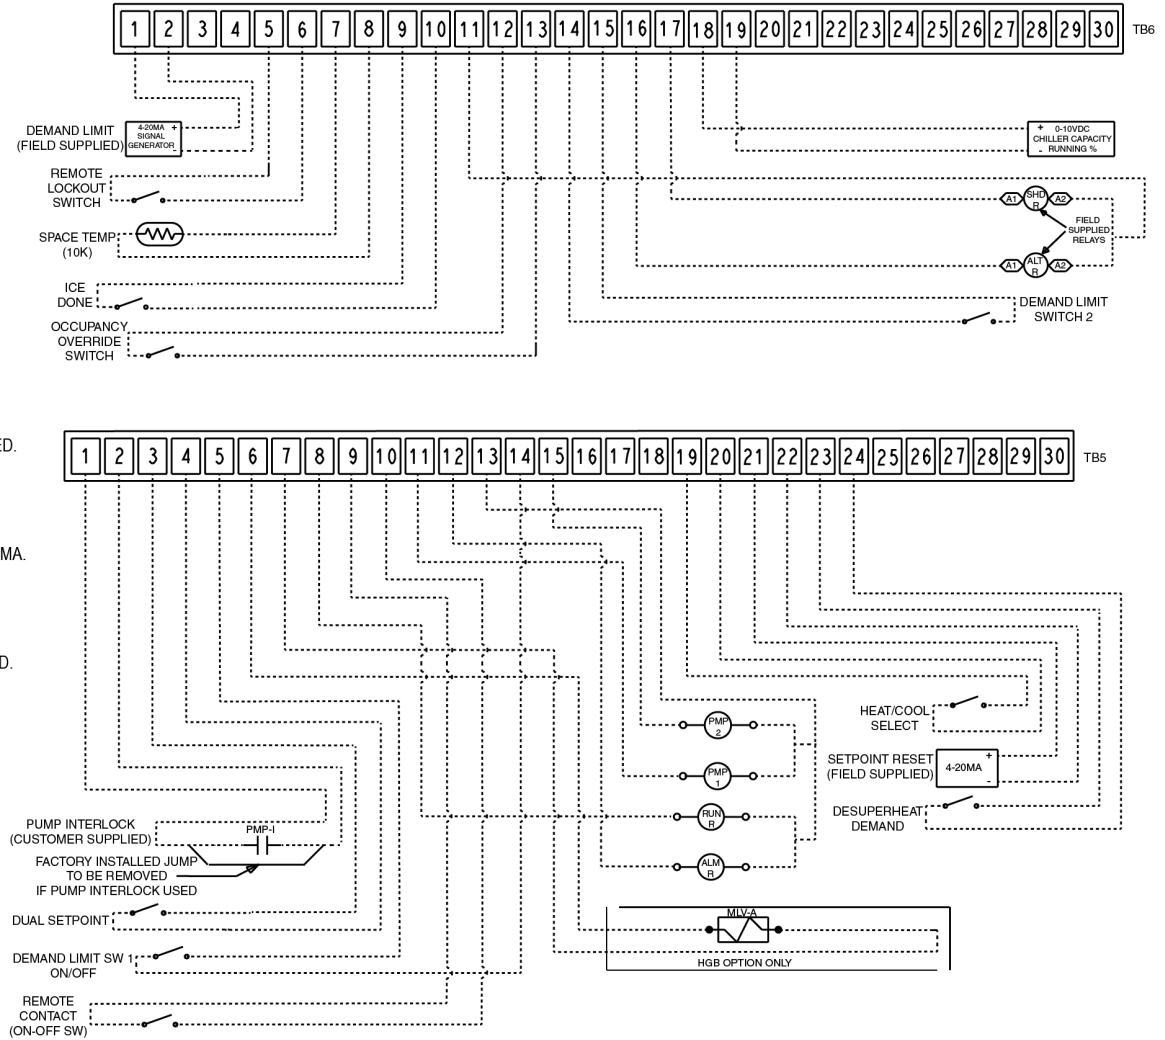 1 2 3 4 5 6 7 8 9 10 11 12 13 14 15 16 17 18 19 20 21 22 23 24 25 26 27 28 29 30 TB6
DEMAND LIMIT
(FIELD SUPPLIED)
4-20MA +
SIGNAL
GENERATOR -
+ 0-10VDC
CHILLER CAPACITY
- RUNNING %
REMOTE
LOCKOUT
SWITCH
A1 SHD R A2
FIELD
SUPPLIED
RELAYS
SPACE TEMP
(10K)
A1 ALT R A2
ICE
DONE
DEMAND LIMIT
SWITCH 2
OCCUPANCY
OVERRIDE
SWITCH
ED.
1 2 3 4 5 6 7 8 9 10 11 12 13 14 15 16 17 18 19 20 21 22 23 24 25 26 27 28 29 30 TB5
MA.
D.
HEAT/COOL
SELECT
PMP
2
SETPOINT RESET
(FIELD SUPPLIED)
4-20MA + -
PMP
1
DESUPERHEAT
DEMAND
RUN
R
PUMP INTERLOCK
(CUSTOMER SUPPLIED)
PMP-I
FACTORY INSTALLED JUMP
TO BE REMOVED
IF PUMP INTERLOCK USED
ALM
R
DUAL SETPOINT
MLV-A
HGB OPTION ONLY
DEMAND LIMIT SW 1
ON/OFF
REMOTE
CONTACT
(ON-OFF SW)